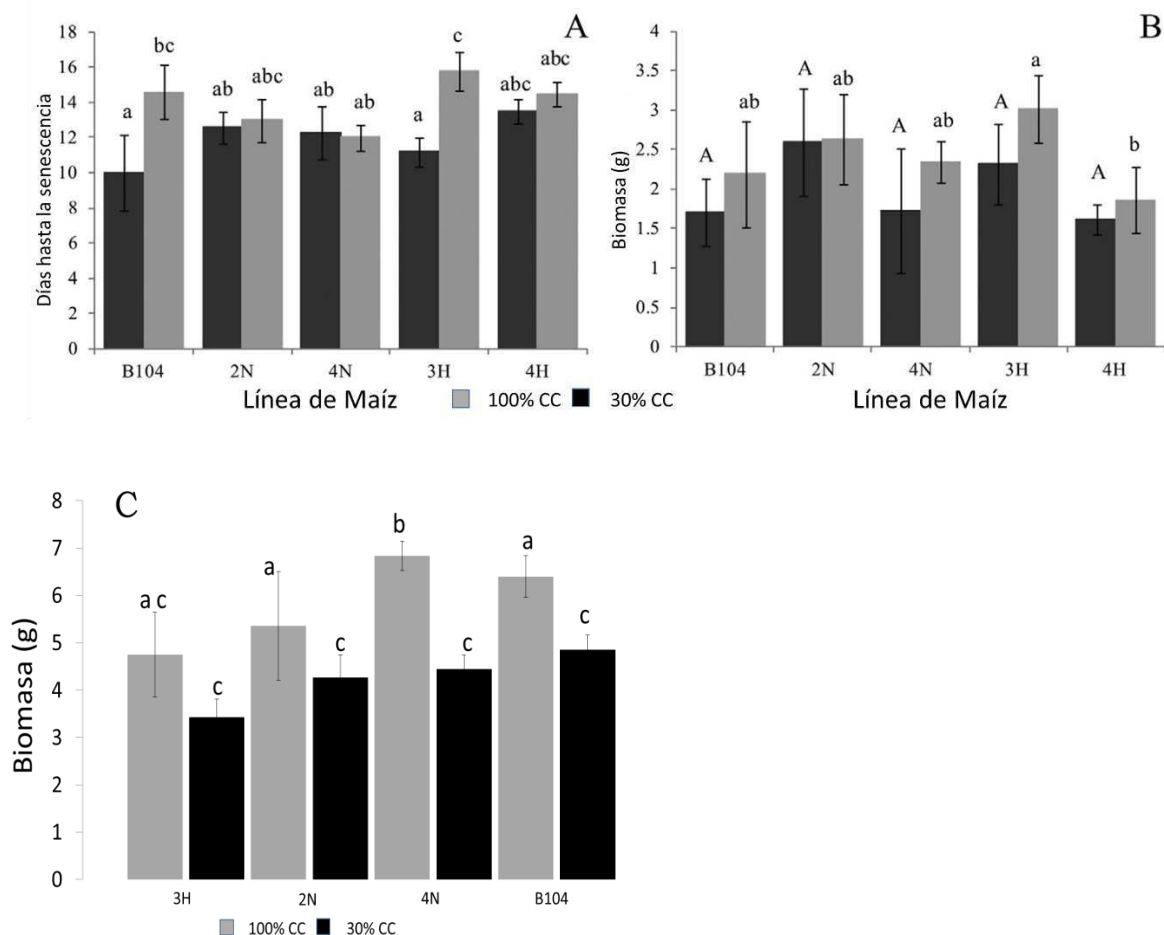 A
Días hasta la senescencia
18
16
14
12
10
8
6
4
2
0
a bc
ab abc
ab ab
a c
abc abc
B104 2N 4N 3H 4H
Línea de Maíz
B
Biomasa (g)
4
3.5
3
2.5
2
1.5
1
0.5
0
A ab
A ab
A ab
A a
A b
B104 2N 4N 3H 4H
Línea de Maíz
100% CC 30% CC
C
Biomasa (g)
8
7
6
5
4
3
2
1
0
a c c
a c
b c
a c
3H 2N 4N B104
100% CC 30% CC